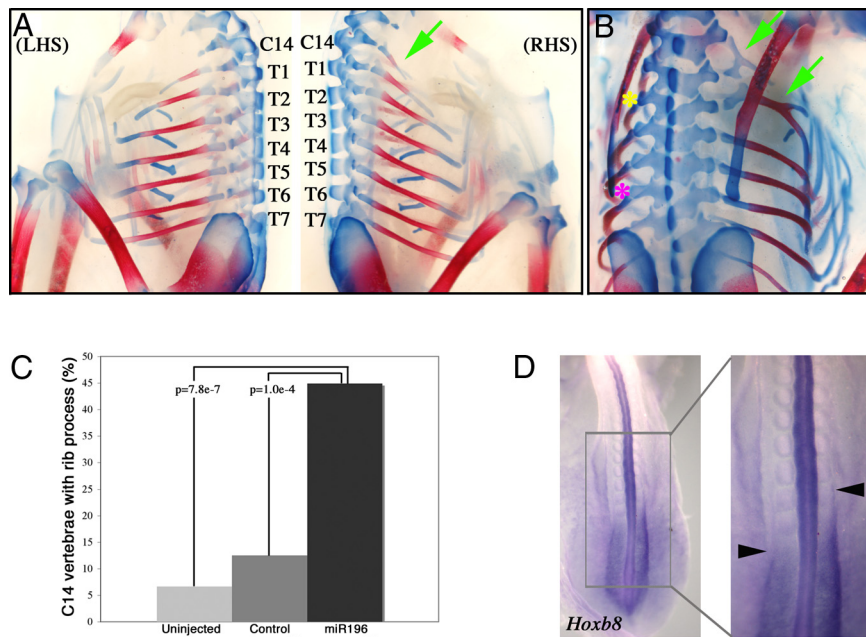 A
(LHS)
C14
T1
T2
T3
T4
T5
T6
T7
C14
T1
T2
T3
T4
T5
T6
T7
(RHS)
B
*
*
C
C14 vertebrae with rib process (%)
50
45
40
35
30
25
20
15
10
5
0
p=7.8e-7
p=1.0e-4
Uninjected
Control
miR196
D
Hoxb8